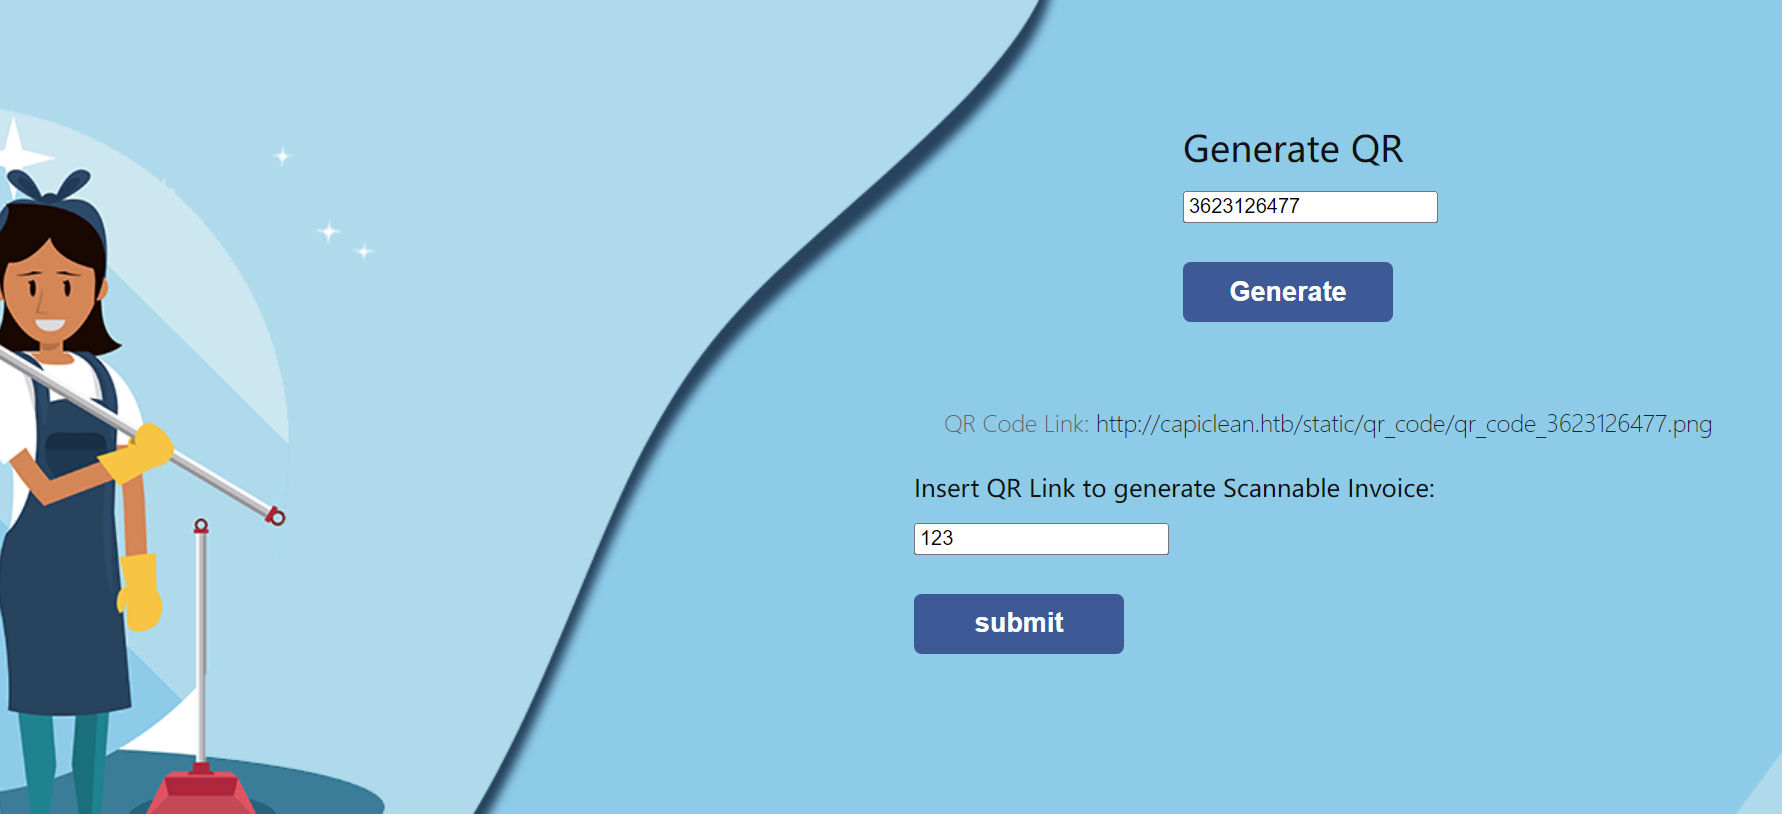 Generate QR
3623126477
Generate
QR Code Link: http://capiclean.htb/static/qr_code/qr_code_3623126477.png
Insert QR Link to generate Scannable Invoice:
123
submit